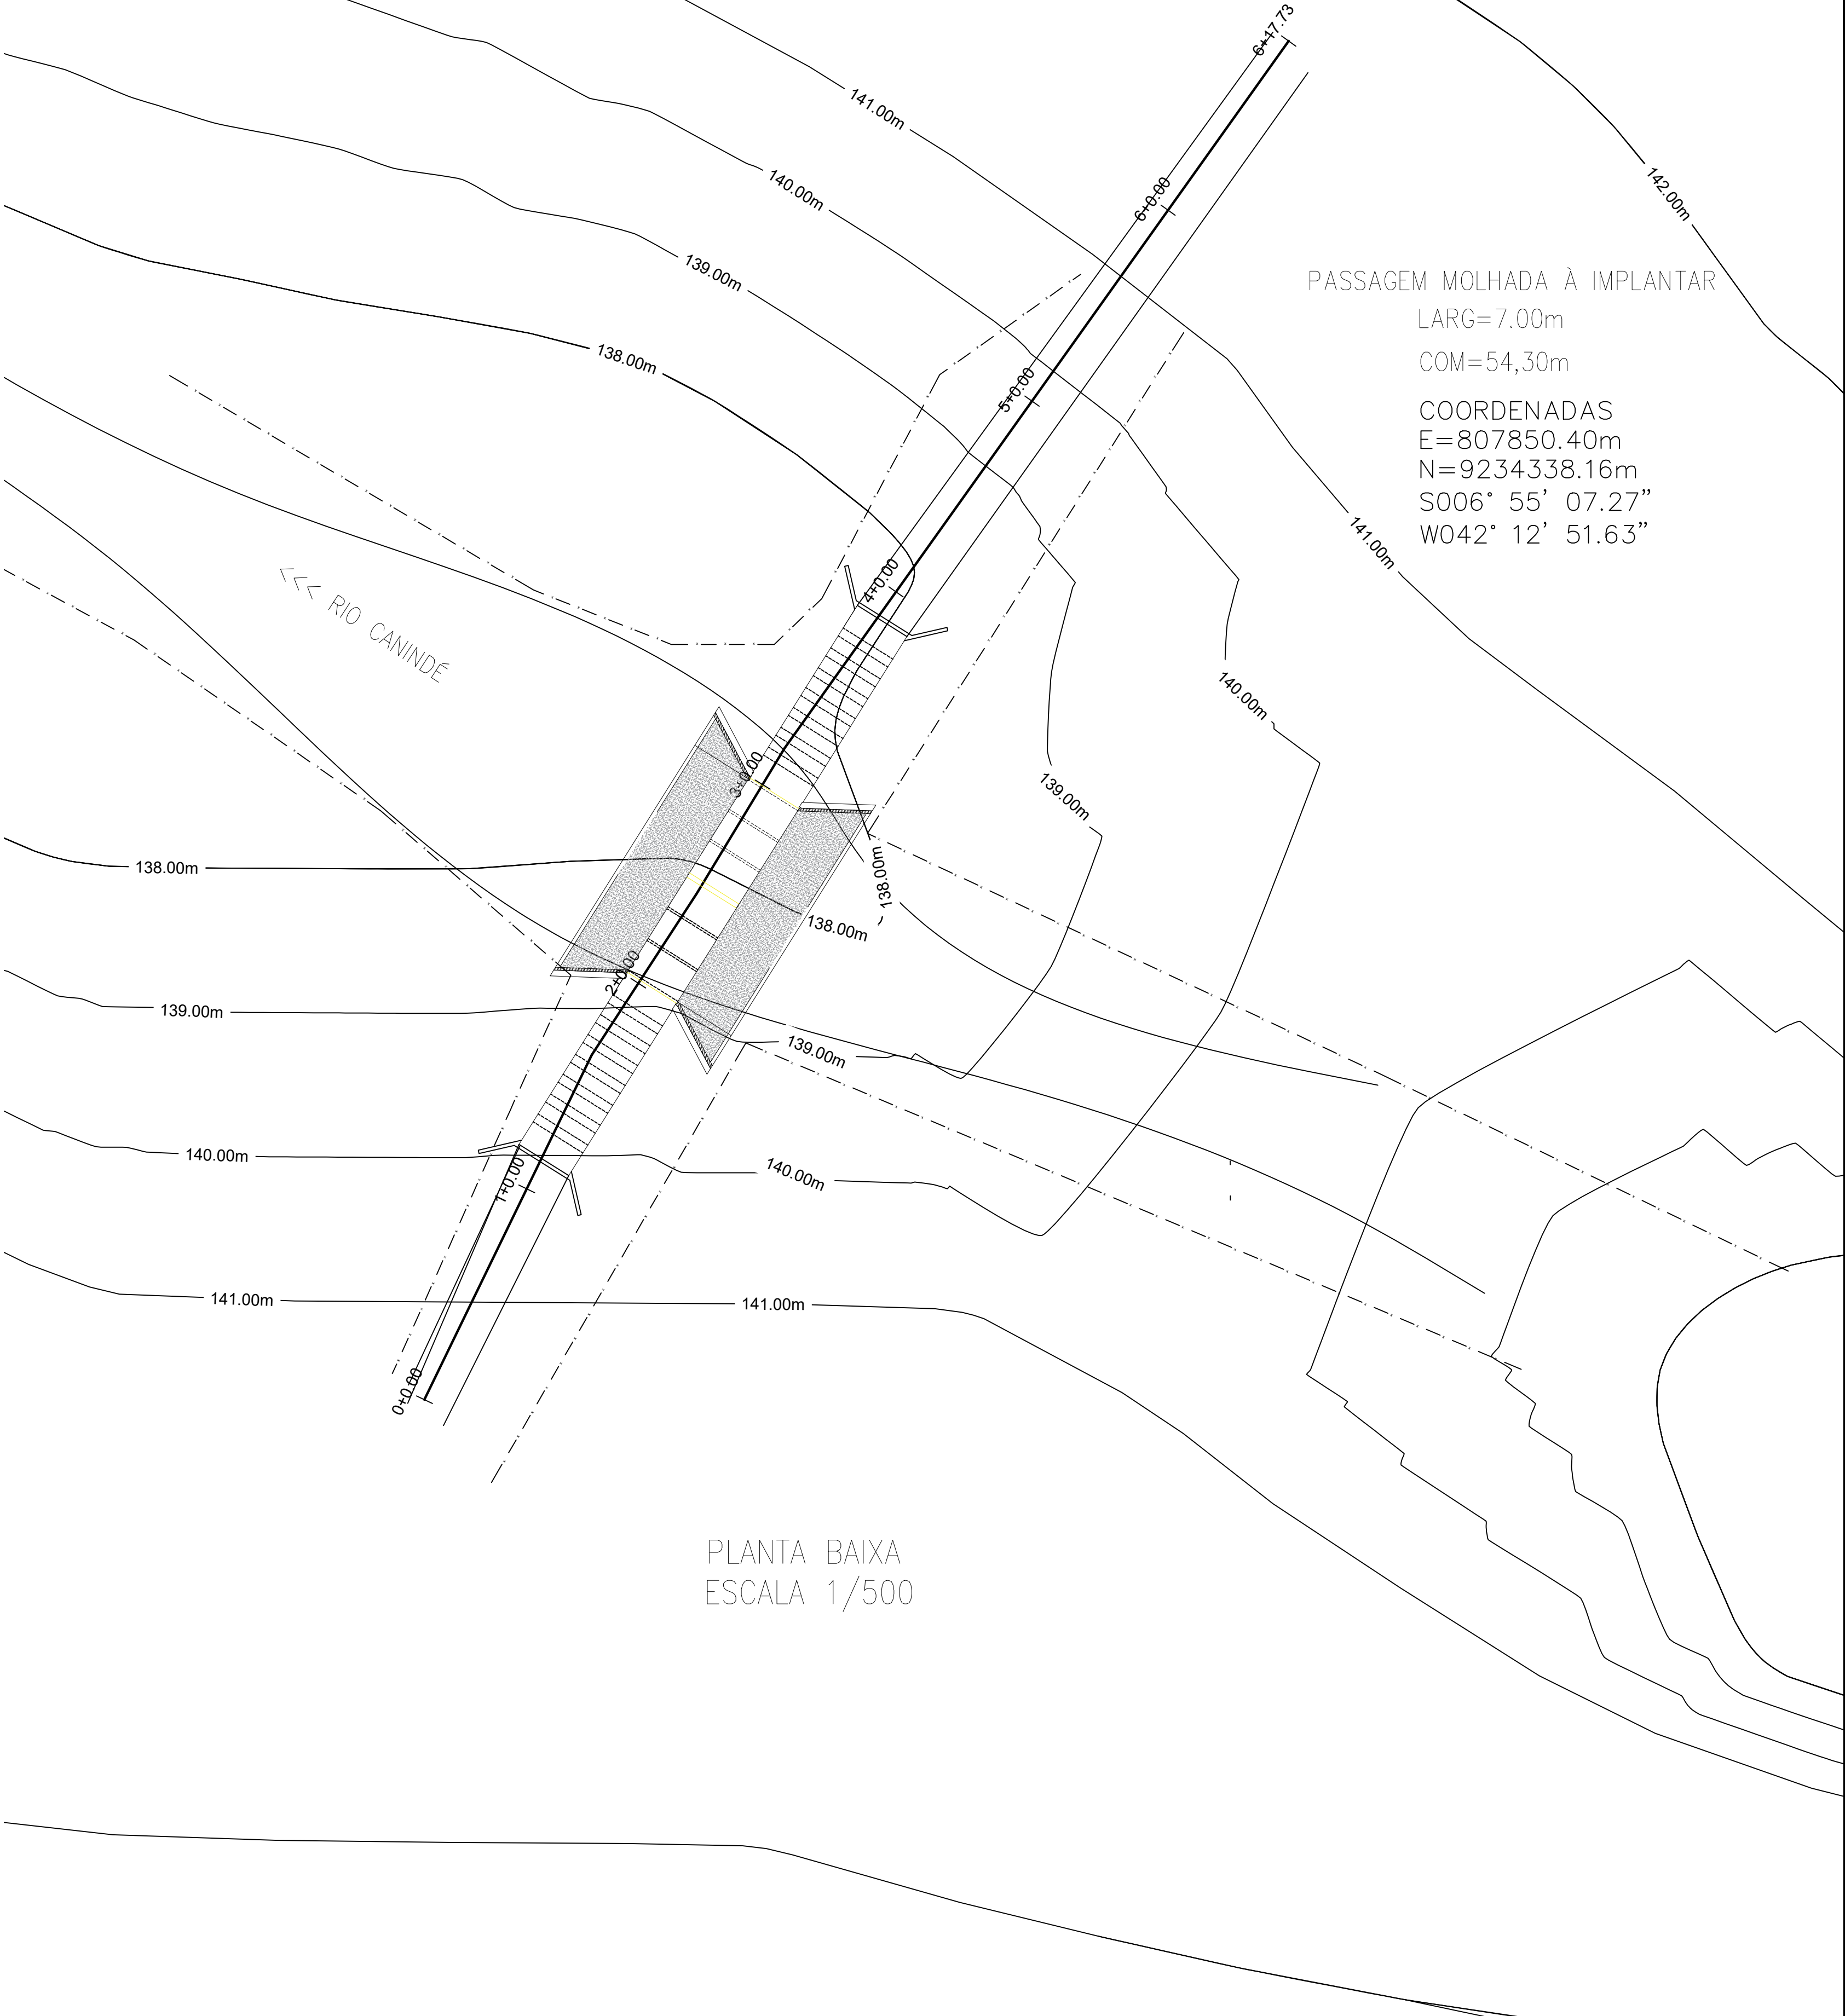 6+17.73
141.00m
140.00m
6+0.00
142.00m
139.00m
PASSAGEM MOLHADA À IMPLANTAR
LARG=7.00m
138.00m
COM=54,30m
5+0.00
COORDENADAS
E=807850.40m
N=9234338.16m
S006° 55' 07.27"
W042° 12' 51.63"
141.00m
4+0.00
<<< RIO CANINDÉ
140.00m
3+0.00
139.00m
138.00m
138.00m
138.00m
2+0.00
139.00m
139.00m
140.00m
140.00m
1+0.00
141.00m
141.00m
0+0.00
PLANTA BAIXA
ESCALA 1/500